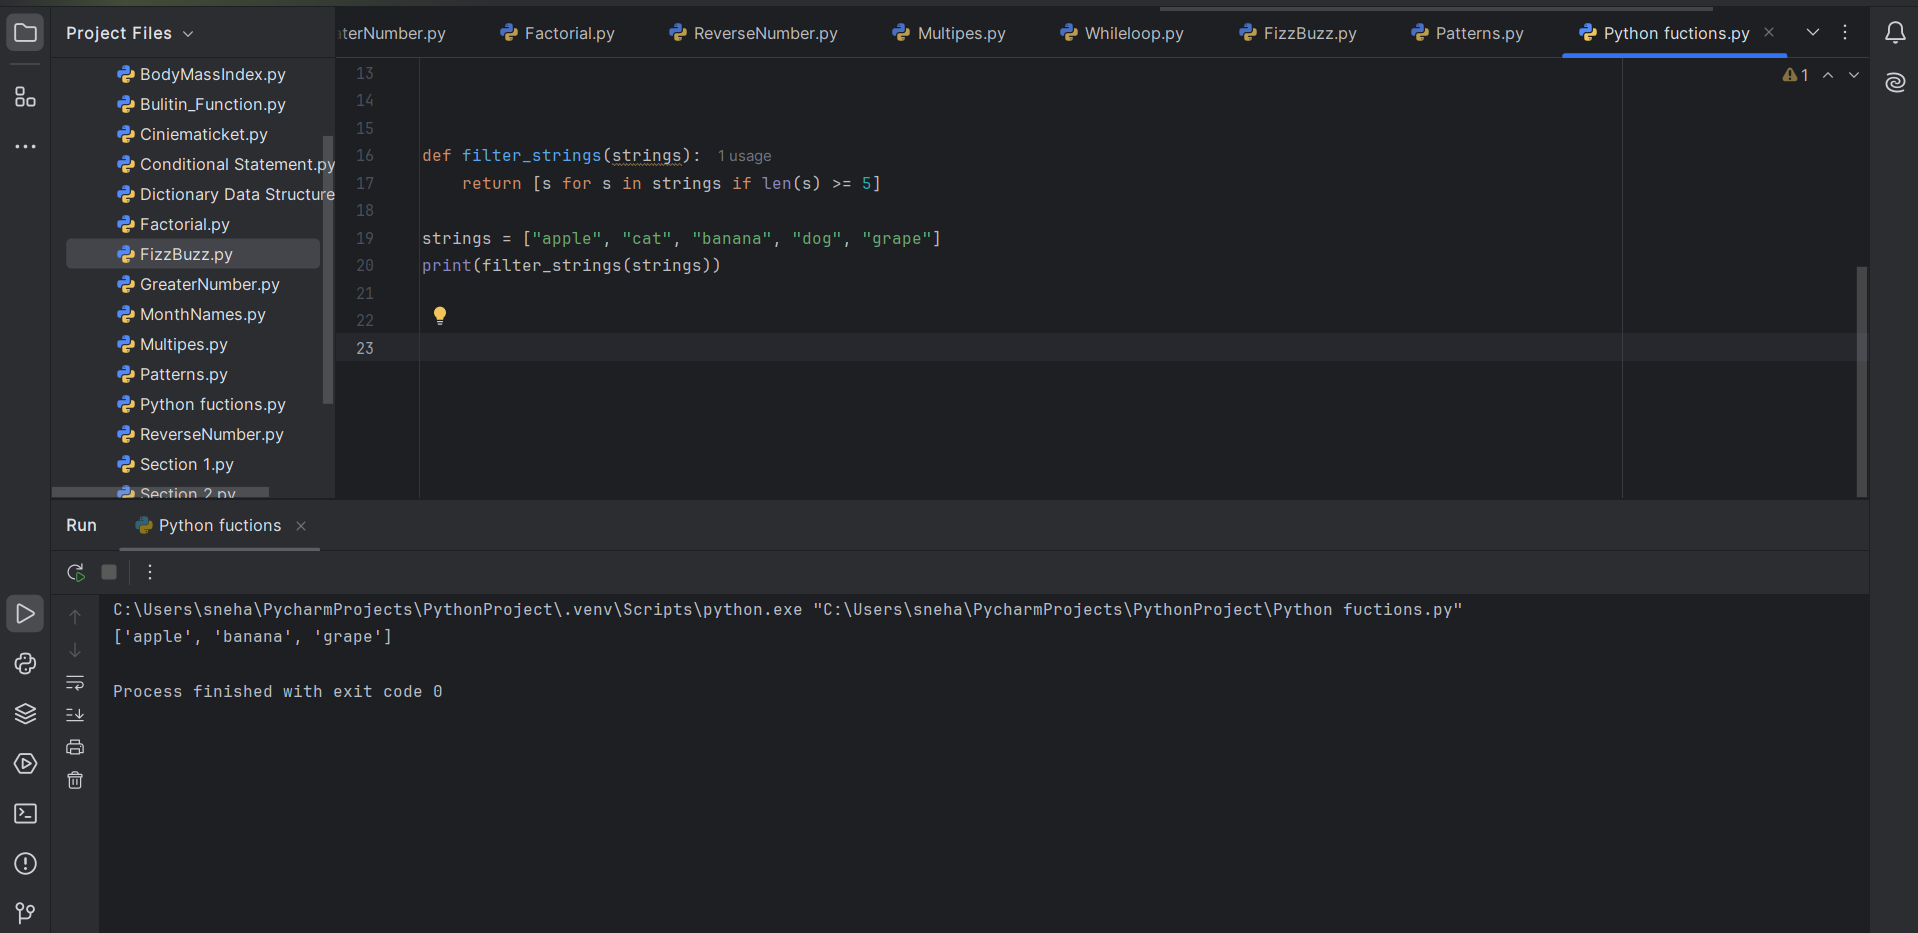 Project Files
terNumber.py Factorial.py ReverseNumber.py Multipes.py Whileloop.py FizzBuzz.py Patterns.py Python fuctions.py
BodyMassIndex.py
Bulitin_Function.py
Ciniematicket.py
Conditional Statement.py
Dictionary Data Structure
Factorial.py
FizzBuzz.py
GreaterNumber.py
MonthNames.py
Multipes.py
Patterns.py
Python fuctions.py
ReverseNumber.py
Section 1.py
Section 2.py
1
13
14
15
16 def filter_strings(strings): 1 usage
17 return [s for s in strings if len(s) >= 5]
18
19 strings = ["apple", "cat", "banana", "dog", "grape"]
20 print(filter_strings(strings))
21
22
23
Run Python fuctions
C:\Users\sneha\PycharmProjects\PythonProject\.venv\Scripts\python.exe "C:\Users\sneha\PycharmProjects\PythonProject\Python fuctions.py"
['apple', 'banana', 'grape']
Process finished with exit code 0